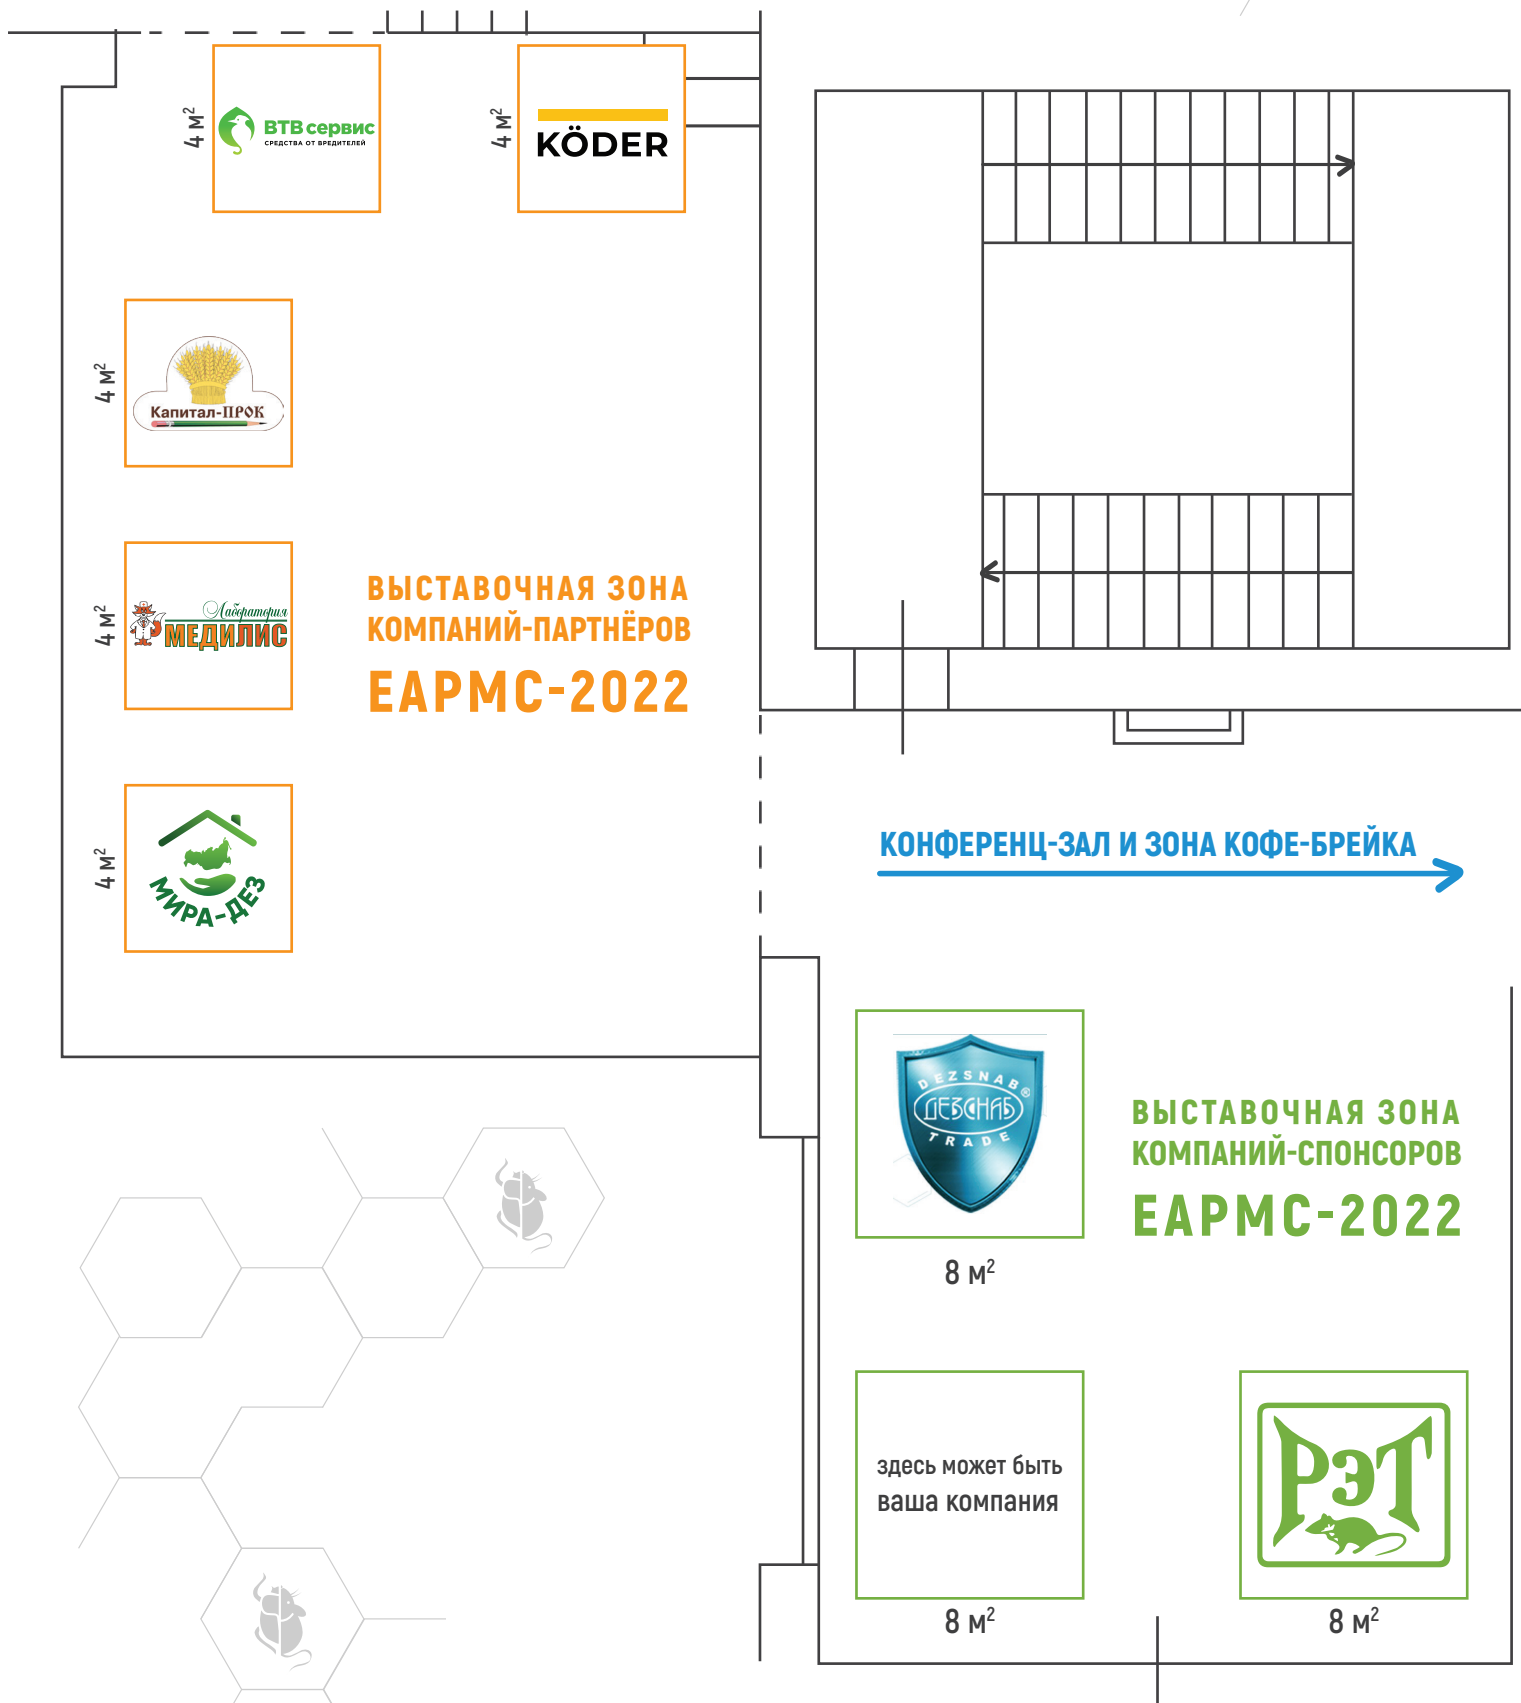 4 м²
ВТВ сервис
СРЕДСТВА ОТ ВРЕДИТЕЛЕЙ
4 м²
KÖDER
4 м²
Капитал-ПРОК
4 м²
Лаборатория
МЕДИЛИС
ВЫСТАВОЧНАЯ ЗОНА
КОМПАНИЙ-ПАРТНЁРОВ
ЕАРМС-2022
4 м²
МИРА-ДЕЗ
КОНФЕРЕНЦ-ЗАЛ И ЗОНА КОФЕ-БРЕЙКА
DEZSNAB
ДЕЗСНАБ®
TRADE
8 м²
ВЫСТАВОЧНАЯ ЗОНА
КОМПАНИЙ-СПОНСОРОВ
ЕАРМС-2022
здесь может быть
ваша компания
8 м²
РэТ
8 м²